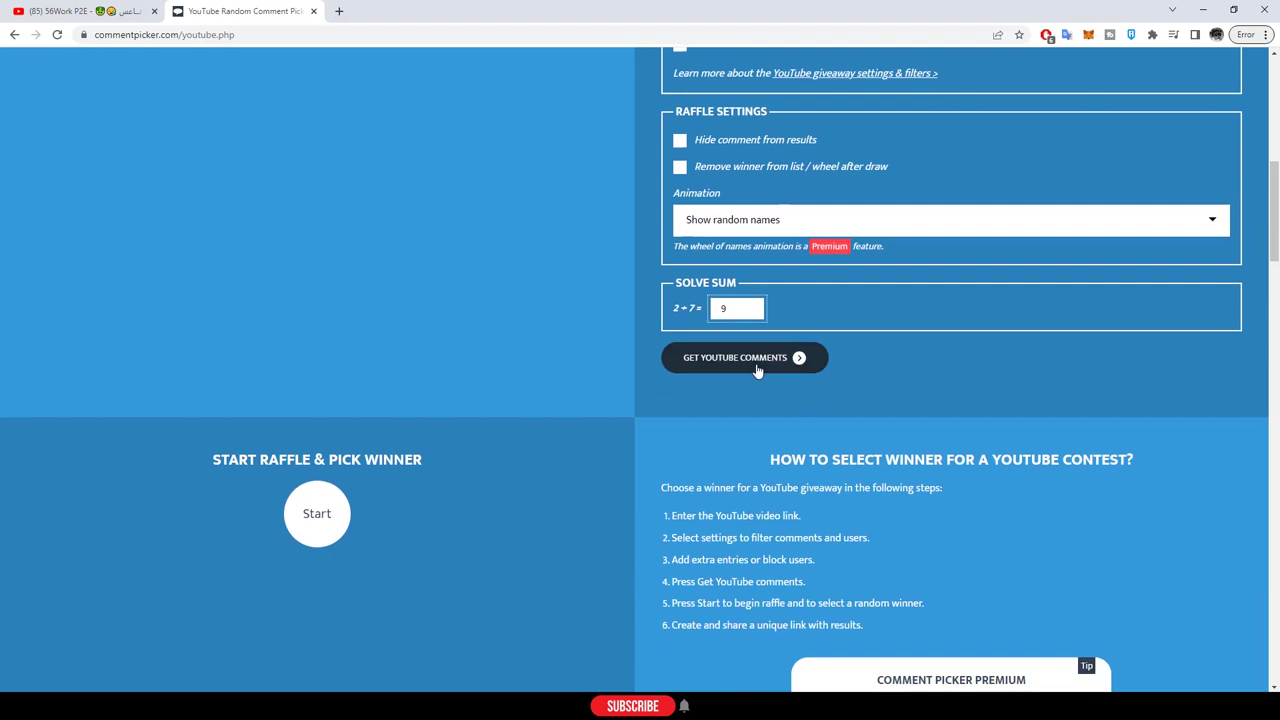 (85) 56Work P2E -
YouTube Random Comment Pick
commentpicker.com/youtube.php
6
Error
Learn more about the YouTube giveaway settings & filters >
RAFFLE SETTINGS
Hide comment from results
Remove winner from list / wheel after draw
Animation
Show random names
The wheel of names animation is a Premium feature.
SOLVE SUM
2 + 7 = 9
GET YOUTUBE COMMENTS
START RAFFLE & PICK WINNER
Start
HOW TO SELECT WINNER FOR A YOUTUBE CONTEST?
Choose a winner for a YouTube giveaway in the following steps:
1. Enter the YouTube video link.
2. Select settings to filter comments and users.
3. Add extra entries or block users.
4. Press Get YouTube comments.
5. Press Start to begin raffle and to select a random winner.
6. Create and share a unique link with results.
Tip
COMMENT PICKER PREMIUM
SUBSCRIBE